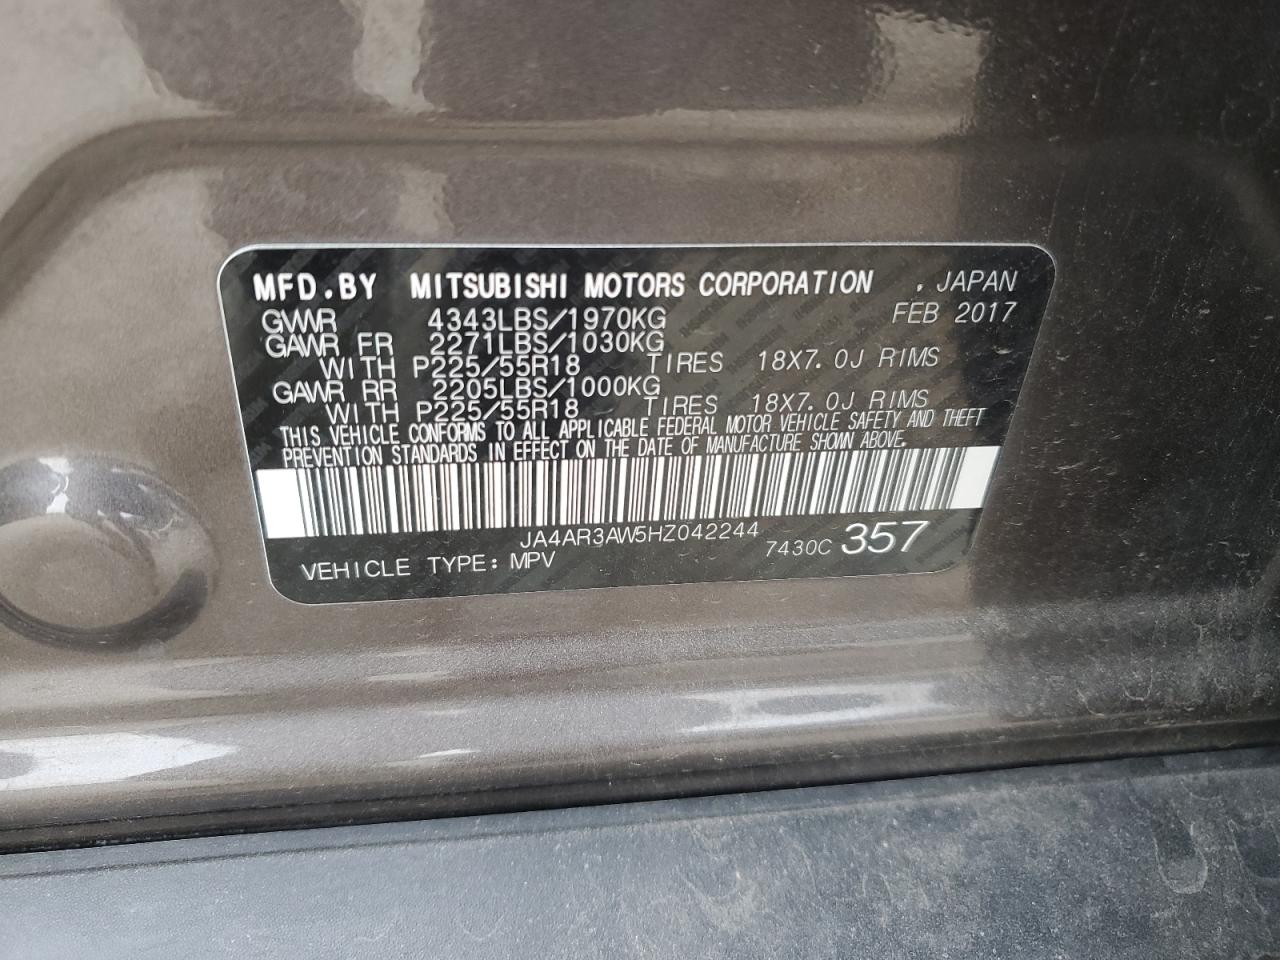 MFD.BY MITSUBISHI MOTORS CORPORATION , JAPAN
GVWR 4343LBS/1970KG FEB 2017
GAWR FR 2271LBS/1030KG
WITH P225/55R18 TIRES 18X7.0J RIMS
GAWR RR 2205LBS/1000KG
WITH P225/55R18 TIRES 18X7.0J RIMS
THIS VEHICLE CONFORMS TO ALL APPLICABLE FEDERAL MOTOR VEHICLE SAFETY AND THEFT
PREVENTION STANDARDS IN EFFECT ON THE DATE OF MANUFACTURE SHOWN ABOVE.
JA4AR3AW5HZ042244
7430C 357
VEHICLE TYPE: MPV